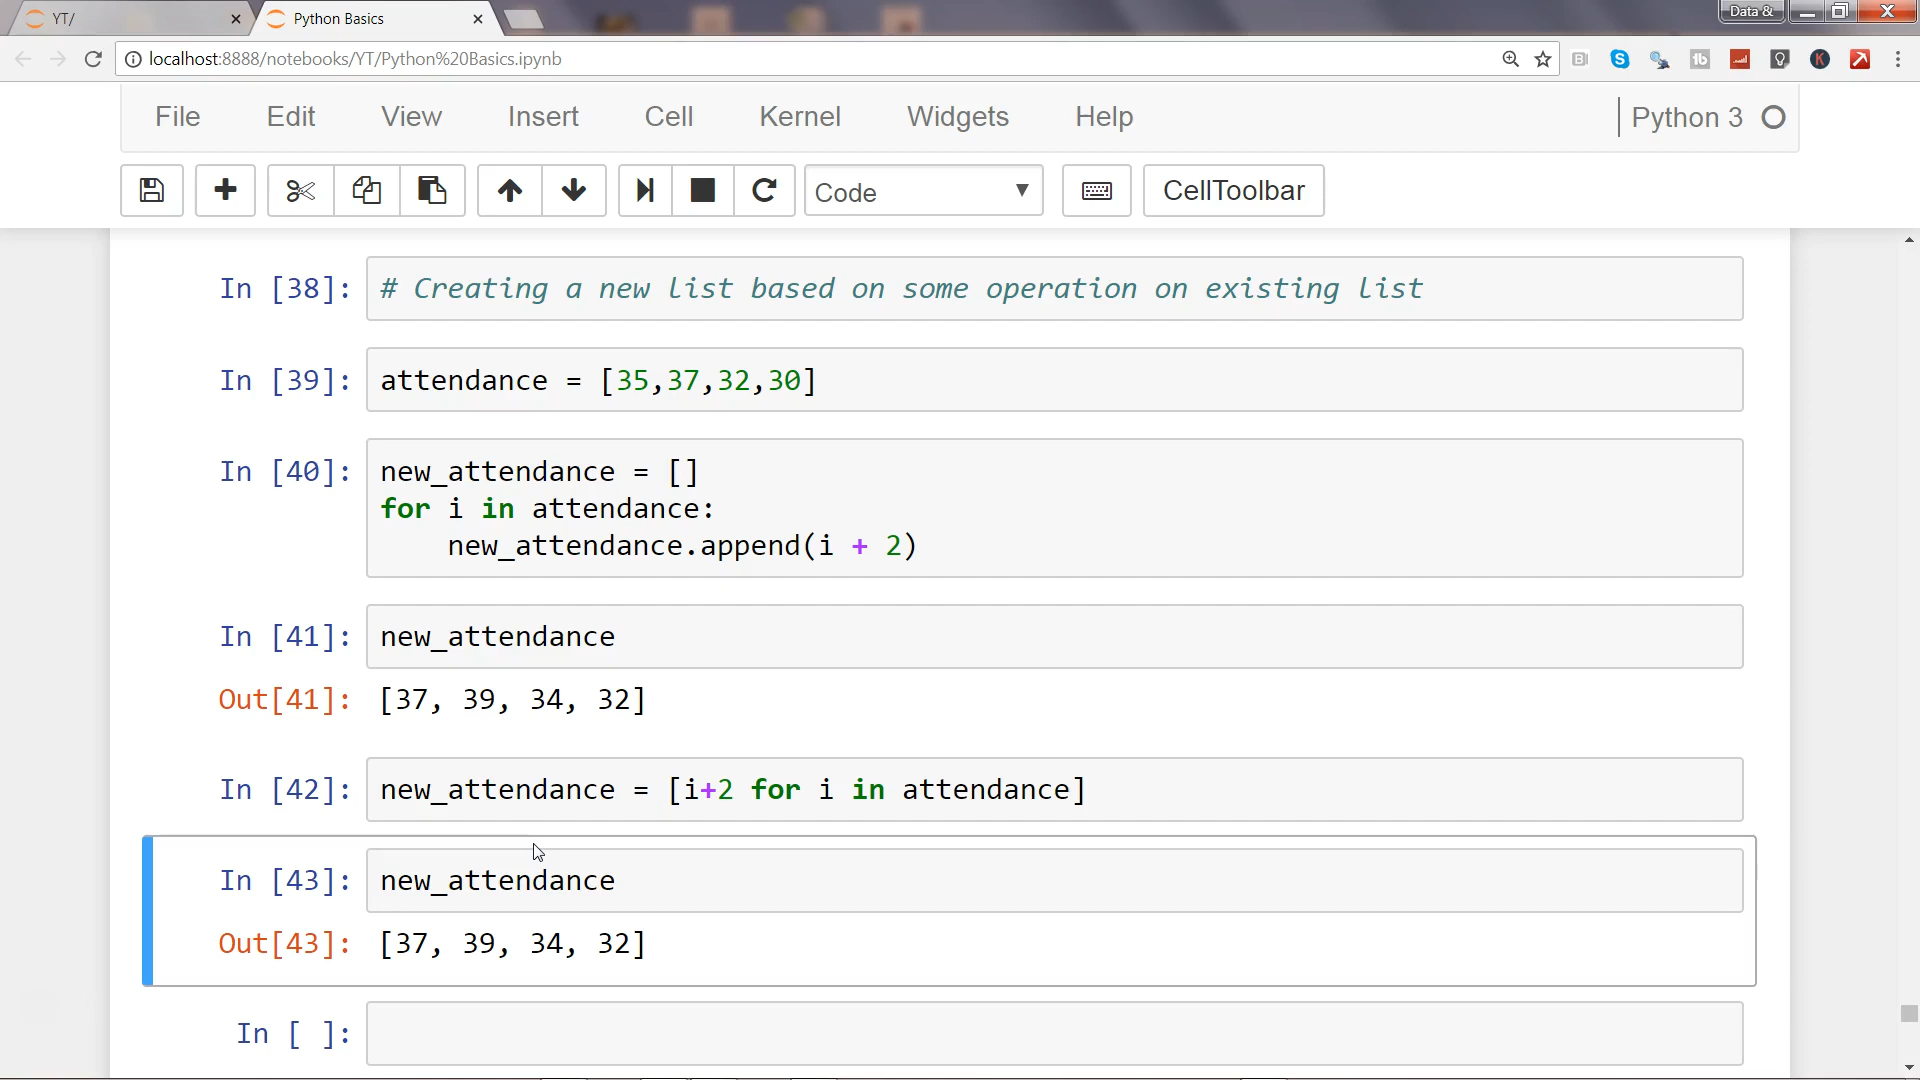 YT/
Python Basics
Data &
localhost:8888/notebooks/YT/Python%20Basics.ipynb
File Edit View Insert Cell Kernel Widgets Help Python 3
Code CellToolbar
In [38]: # Creating a new list based on some operation on existing list
In [39]: attendance = [35,37,32,30]
In [40]: new_attendance = []
for i in attendance:
    new_attendance.append(i + 2)
In [41]: new_attendance
Out[41]: [37, 39, 34, 32]
In [42]: new_attendance = [i+2 for i in attendance]
In [43]: new_attendance
Out[43]: [37, 39, 34, 32]
In [ ]: